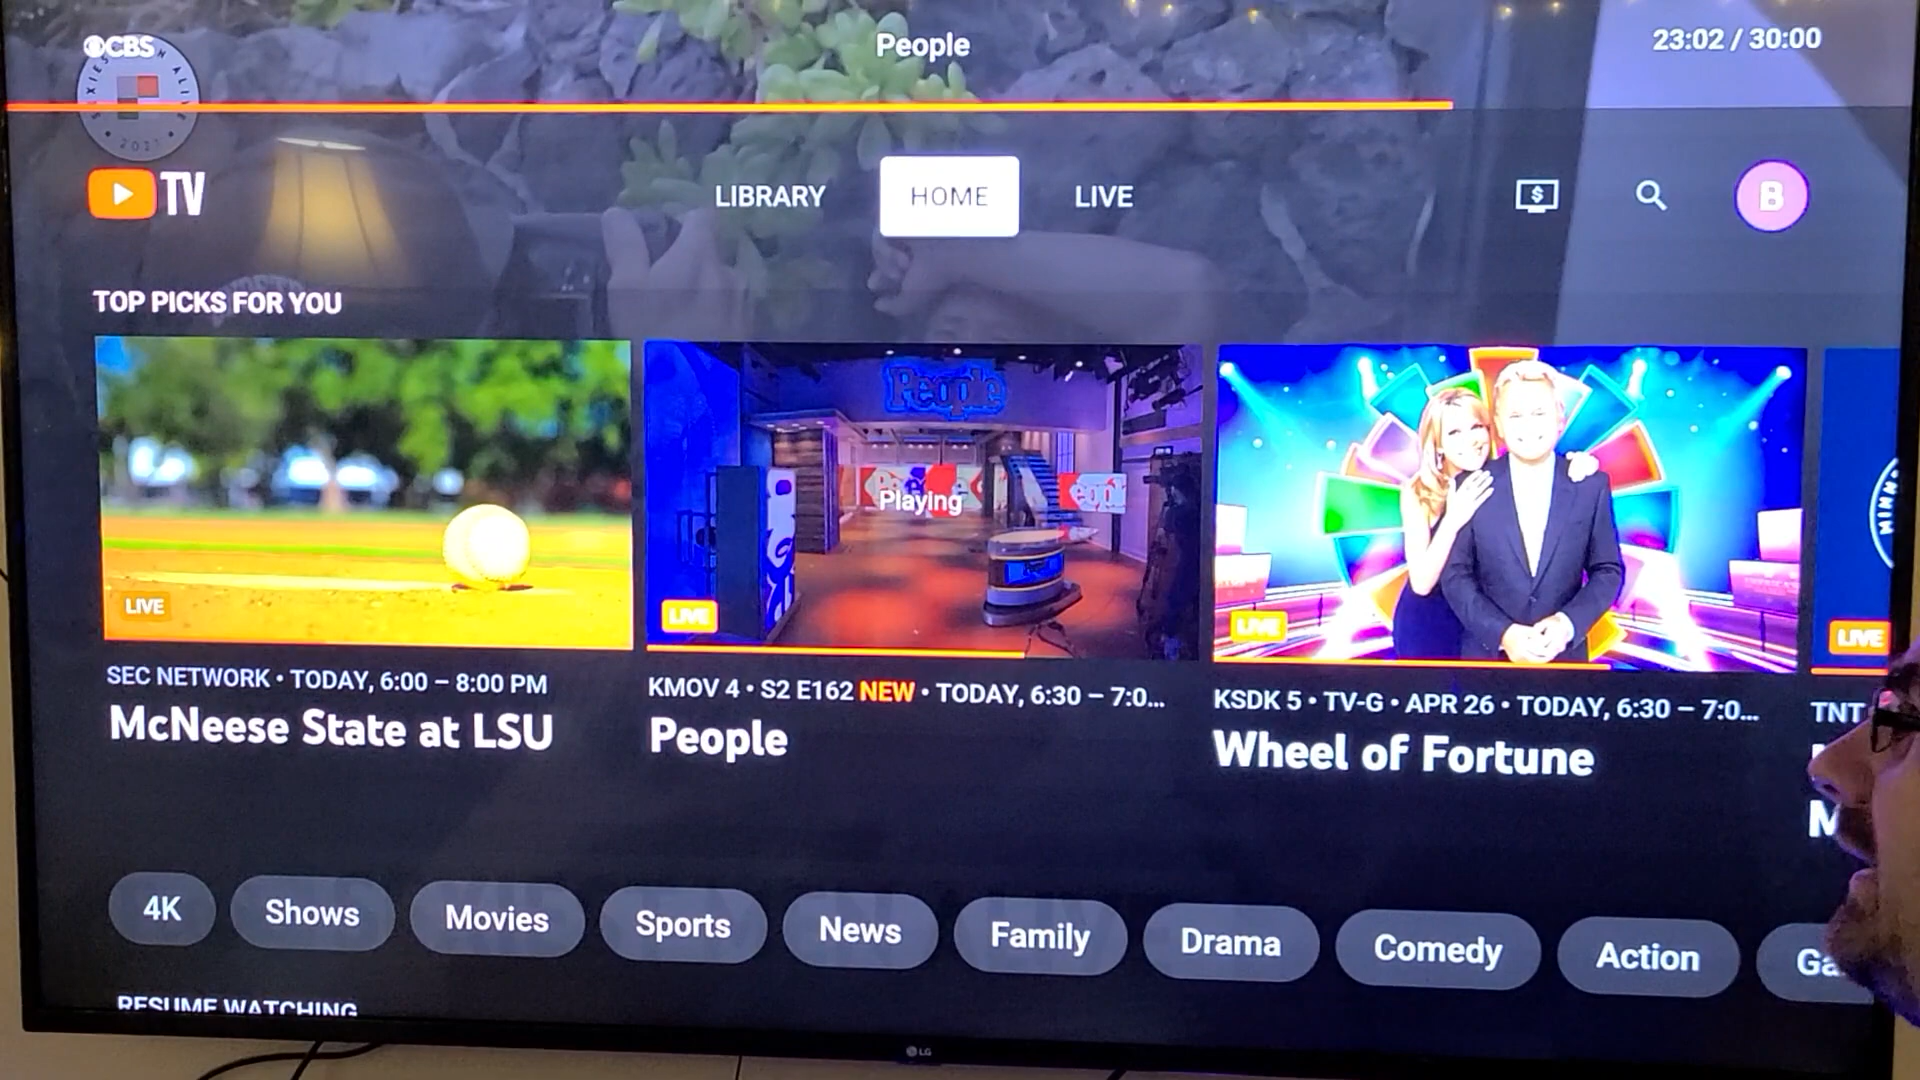 CBS
People
23:02 / 30:00
2021
TV
LIBRARY
HOME
LIVE
$
B
TOP PICKS FOR YOU
People
Playing
LIVE
LIVE
LIVE
LIVE
SEC NETWORK • TODAY, 6:00 – 8:00 PM
McNeese State at LSU
KMOV 4 • S2 E162 NEW • TODAY, 6:30 – 7:0...
People
KSDK 5 • TV-G • APR 26 • TODAY, 6:30 – 7:0...
Wheel of Fortune
TNT
4K
Shows
Movies
Sports
News
Family
Drama
Comedy
Action
RESUME WATCHING
LG